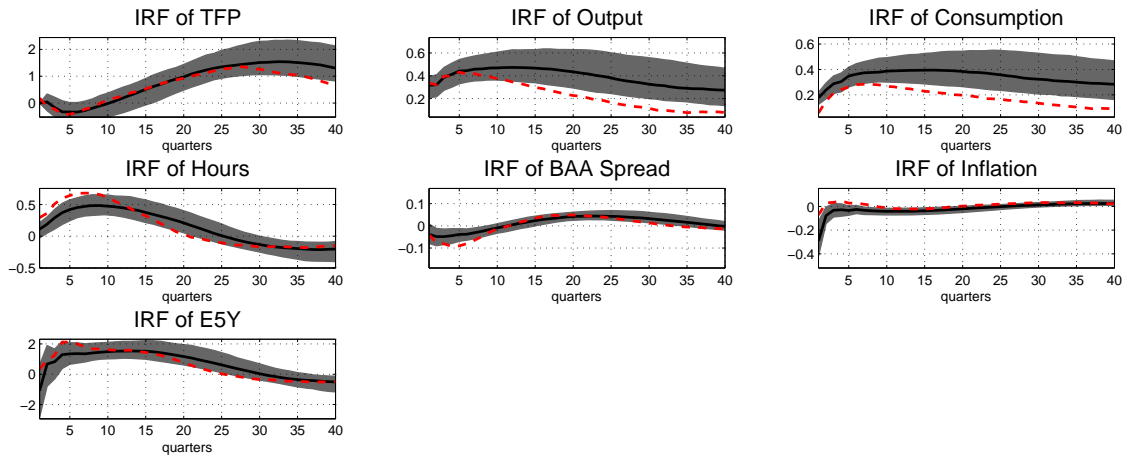 IRF of TFP
2
1
0
5 10 15 20 25 30 35 40
quarters
IRF of Output
0.6
0.4
0.2
5 10 15 20 25 30 35 40
quarters
IRF of Consumption
0.6
0.4
0.2
5 10 15 20 25 30 35 40
quarters
IRF of Hours
0.5
0
−0.5
5 10 15 20 25 30 35 40
quarters
IRF of BAA Spread
0.1
0
−0.1
5 10 15 20 25 30 35 40
quarters
IRF of Inflation
0
−0.2
−0.4
5 10 15 20 25 30 35 40
quarters
IRF of E5Y
2
0
−2
5 10 15 20 25 30 35 40
quarters